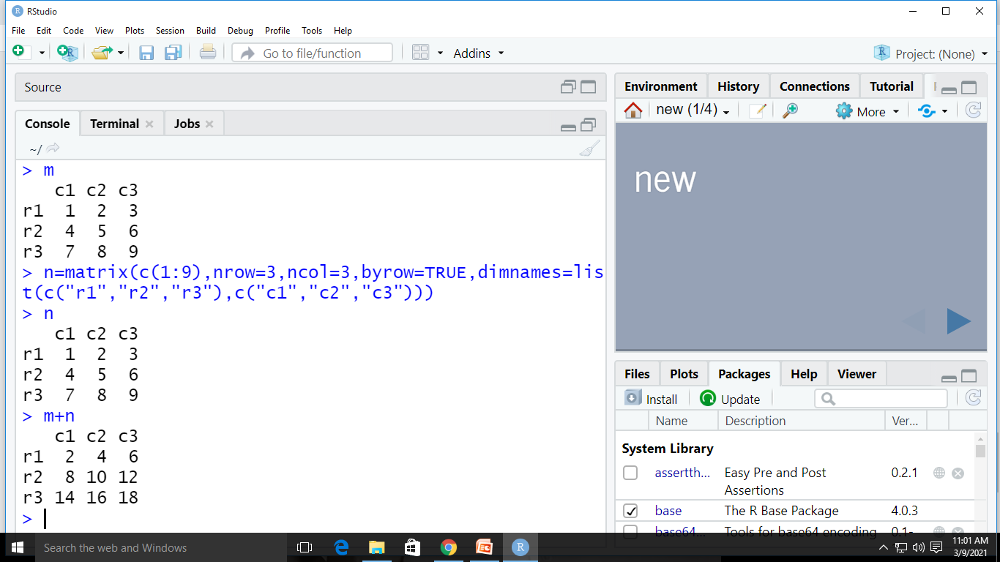 RStudio
File Edit Code View Plots Session Build Debug Profile Tools Help
Go to file/function Addins Project: (None)
Source
Console Terminal Jobs
~/
> m
   c1 c2 c3
r1  1  2  3
r2  4  5  6
r3  7  8  9
> n=matrix(c(1:9),nrow=3,ncol=3,byrow=TRUE,dimnames=lis
t(c("r1","r2","r3"),c("c1","c2","c3")))
> n
   c1 c2 c3
r1  1  2  3
r2  4  5  6
r3  7  8  9
> m+n
   c1 c2 c3
r1  2  4  6
r2  8 10 12
r3 14 16 18
>
Environment History Connections Tutorial
new (1/4) More
new
Files Plots Packages Help Viewer
Install Update
Name Description Ver...
System Library
assertth... Easy Pre and Post 0.2.1
Assertions
base The R Base Package 4.0.3
base64... Tools for base64 encoding 0.1-
Search the web and Windows
11:01 AM
3/9/2021